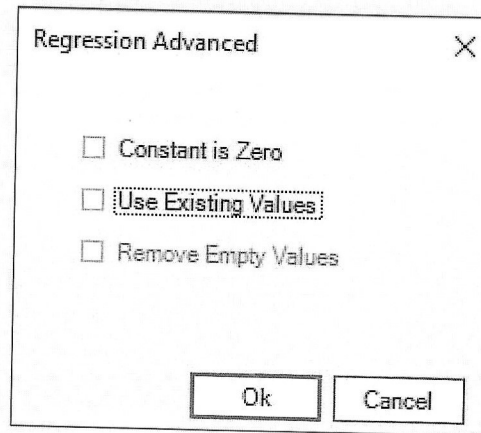 Regression Advanced
Constant is Zero
Use Existing Values
Remove Empty Values
Ok
Cancel